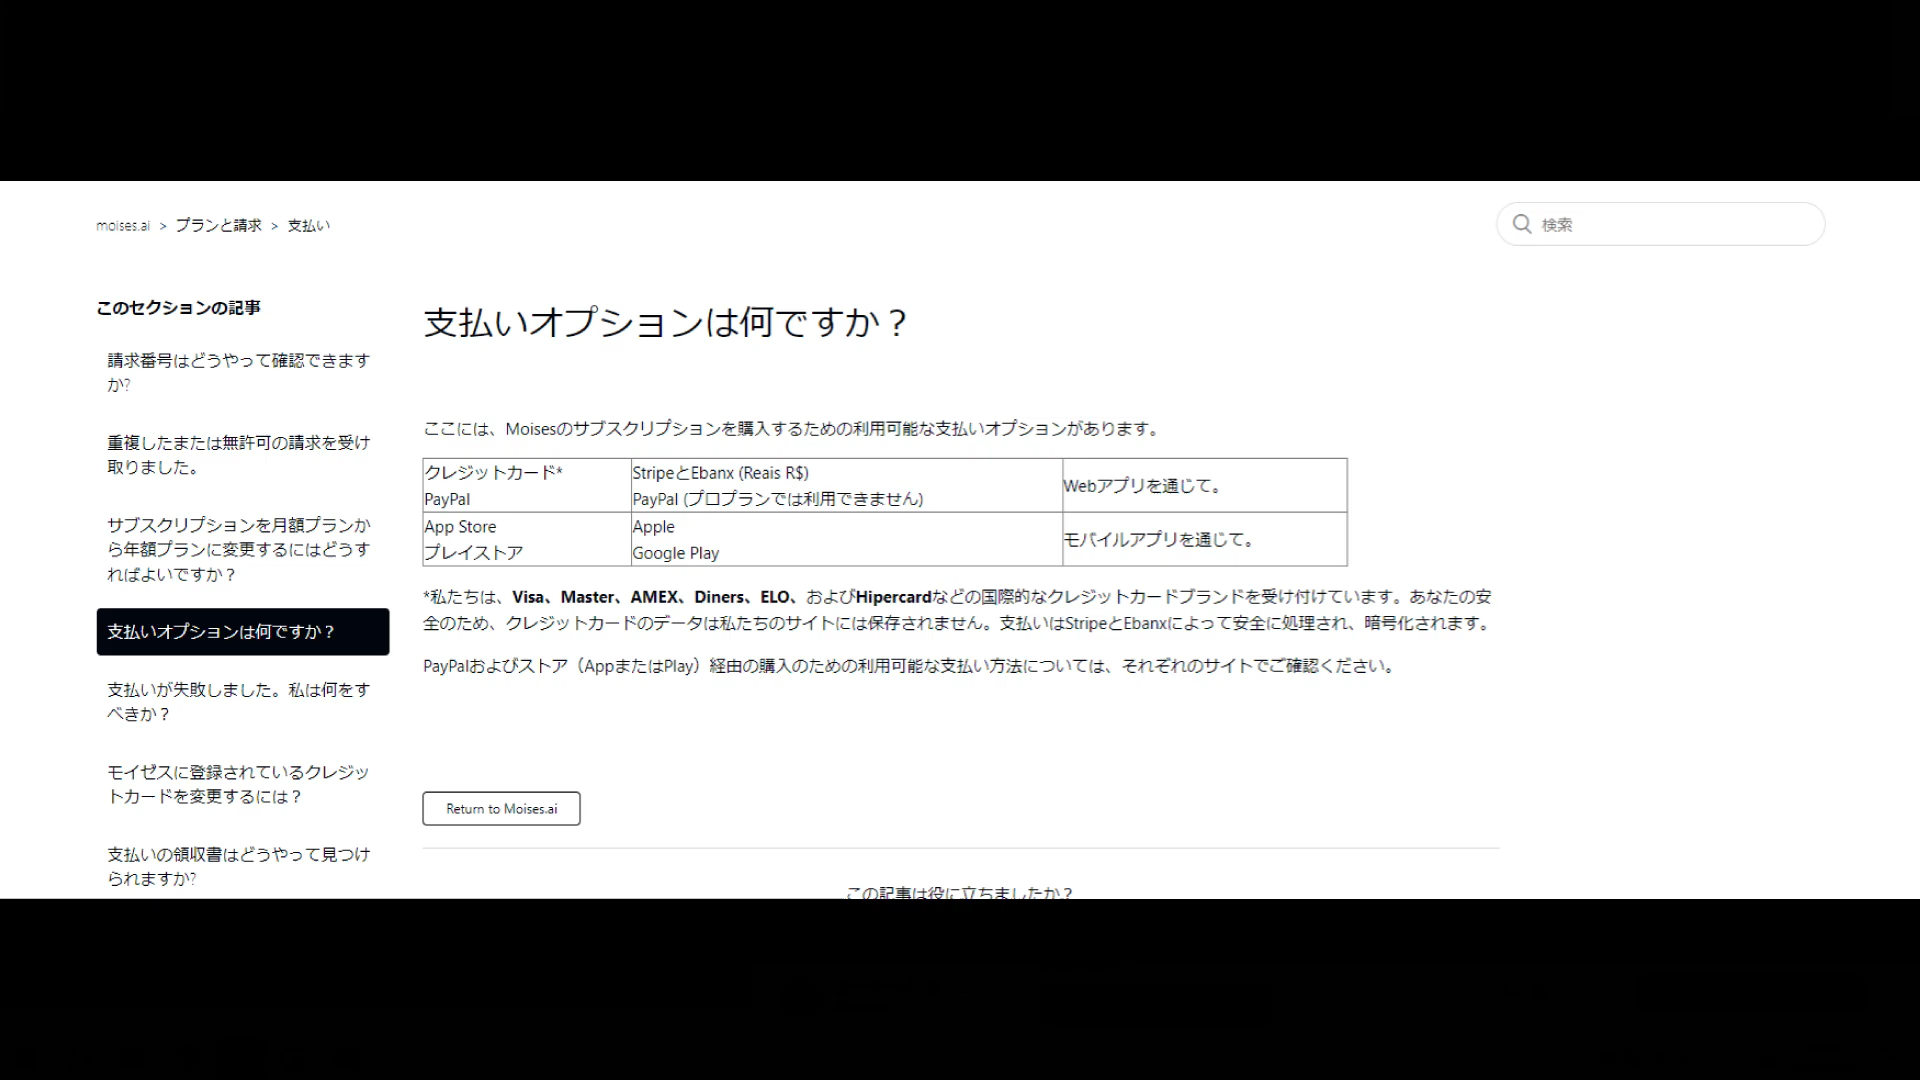 moises.ai > プランと請求 > 支払い
検索
このセクションの記事
請求番号はどうやって確認できます
か?
重複したまたは無許可の請求を受け
取りました。
サブスクリプションを月額プランか
ら年額プランに変更するにはどうす
ればよいですか？
支払いオプションは何ですか？
支払いが失敗しました。私は何をす
べきか？
モイゼスに登録されているクレジッ
トカードを変更するには？
支払いの領収書はどうやって見つけ
られますか?
支払いオプションは何ですか？
ここには、Moisesのサブスクリプションを購入するための利用可能な支払いオプションがあります。
クレジットカード*
PayPal
StripeとEbanx (Reais R$)
PayPal (プロプランでは利用できません)
Webアプリを通じて。
App Store
プレイストア
Apple
Google Play
モバイルアプリを通じて。
*私たちは、Visa、Master、AMEX、Diners、ELO、およびHipercardなどの国際的なクレジットカードブランドを受け付けています。あなたの安
全のため、クレジットカードのデータは私たちのサイトには保存されません。支払いはStripeとEbanxによって安全に処理され、暗号化されます。
PayPalおよびストア（AppまたはPlay）経由の購入のための利用可能な支払い方法については、それぞれのサイトでご確認ください。
Return to Moises.ai
この記事は役に立ちましたか？